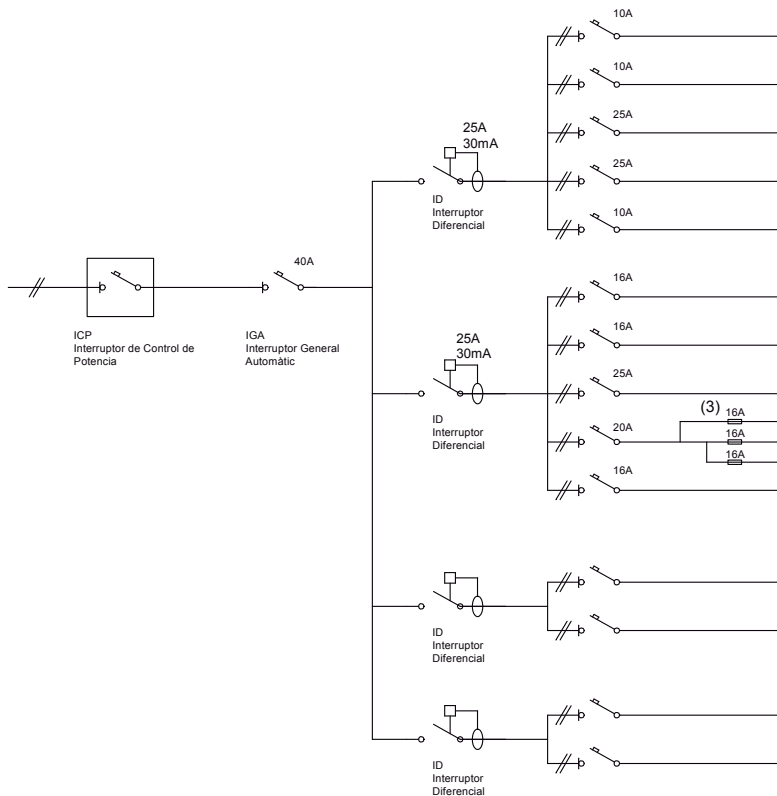 10A
10A
25A
30mA
25A
25A
ID
Interruptor
Diferencial
10A
40A
16A
ICP
Interruptor de Control de
Potencia
IGA
Interruptor General
Automàtic
25A
30mA
16A
25A
ID
Interruptor
Diferencial
(3)
16A
20A
16A
16A
16A
ID
Interruptor
Diferencial
ID
Interruptor
Diferencial